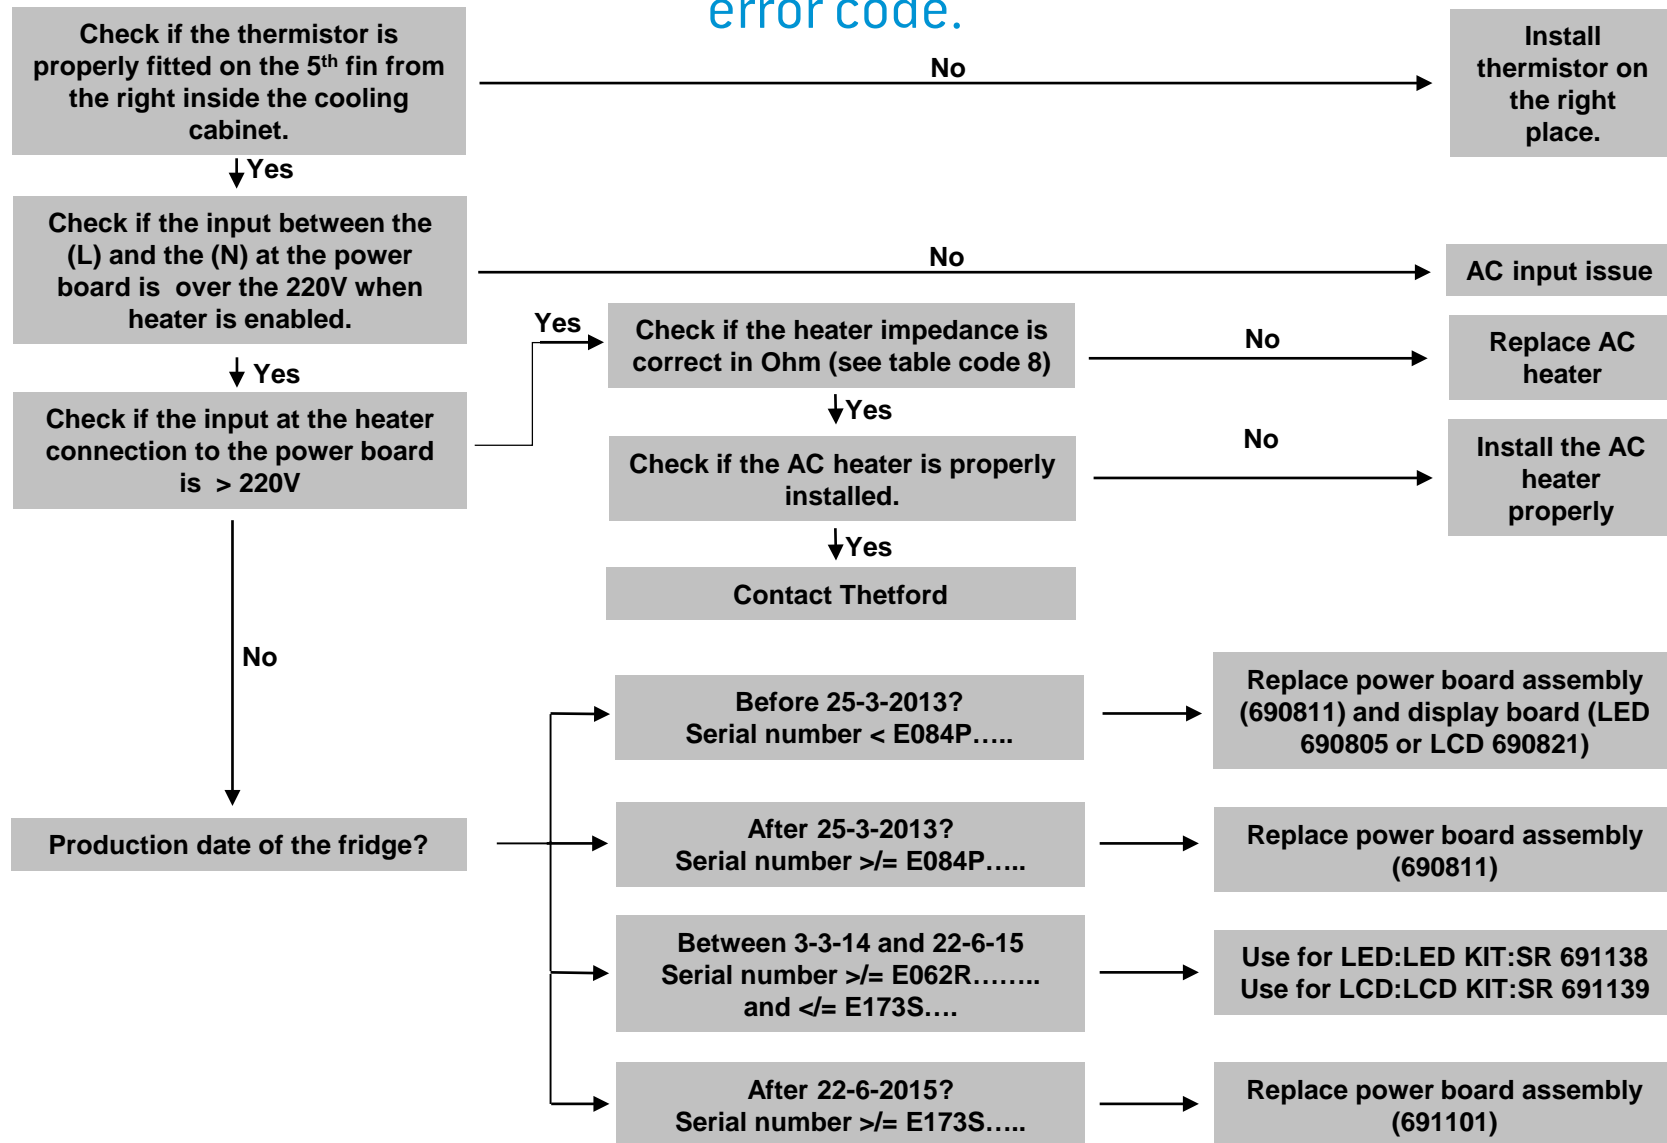 error code.
Check if the thermistor is
properly fitted on the 5th fin from
the right inside the cooling
cabinet.
No
Install
thermistor on
the right
place.
Yes
Check if the input between the
(L) and the (N) at the power
board is over the 220V when
heater is enabled.
No
AC input issue
Yes
Check if the input at the heater
connection to the power board
is > 220V
Yes
Check if the heater impedance is
correct in Ohm (see table code 8)
No
Replace AC
heater
Yes
Check if the AC heater is properly
installed.
No
Install the AC
heater
properly
Yes
Contact Thetford
No
Production date of the fridge?
Before 25-3-2013?
Serial number < E084P…..
Replace power board assembly
(690811) and display board (LED
690805 or LCD 690821)
After 25-3-2013?
Serial number >/= E084P…..
Replace power board assembly
(690811)
Between 3-3-14 and 22-6-15
Serial number >/= E062R……..
and </= E173S….
Use for LED:LED KIT:SR 691138
Use for LCD:LCD KIT:SR 691139
After 22-6-2015?
Serial number >/= E173S…..
Replace power board assembly
(691101)